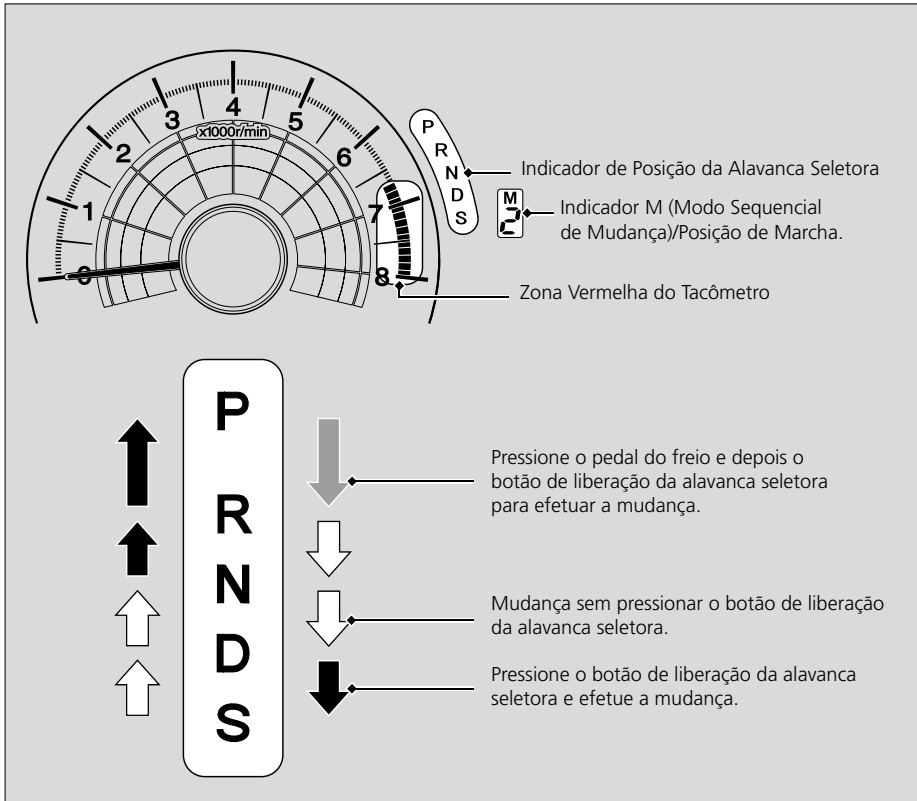 0
1
2
3
4
5
6
7
8
x1000r/min
P
R
N
D
S
M
2
Indicador de Posição da Alavanca Seletora
Indicador M (Modo Sequencial
de Mudança)/Posição de Marcha.
Zona Vermelha do Tacômetro
P
R
N
D
S
Pressione o pedal do freio e depois o
botão de liberação da alavanca seletora
para efetuar a mudança.
Mudança sem pressionar o botão de liberação
da alavanca seletora.
Pressione o botão de liberação da alavanca
seletora e efetue a mudança.